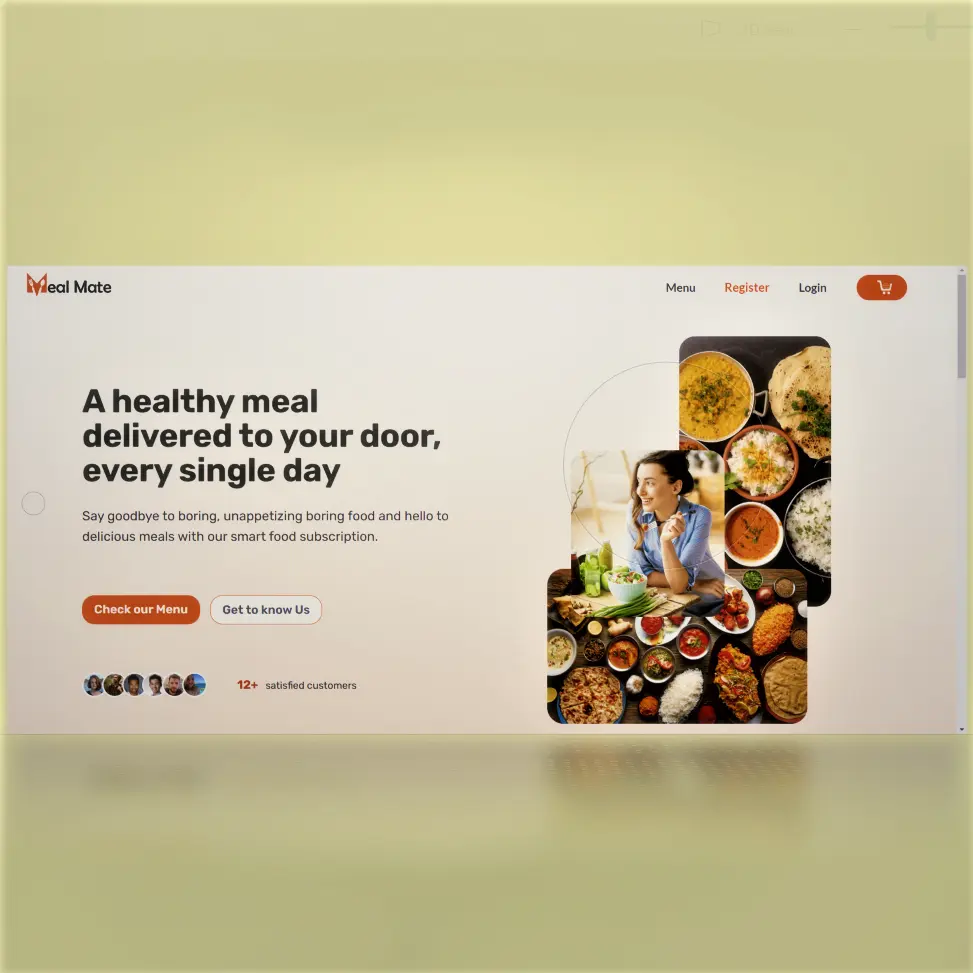 Meal Mate
Menu
Register
Login
A healthy meal
delivered to your door,
every single day
Say goodbye to boring, unappetizing boring food and hello to
delicious meals with our smart food subscription.
Check our Menu
Get to know Us
12+ satisfied customers